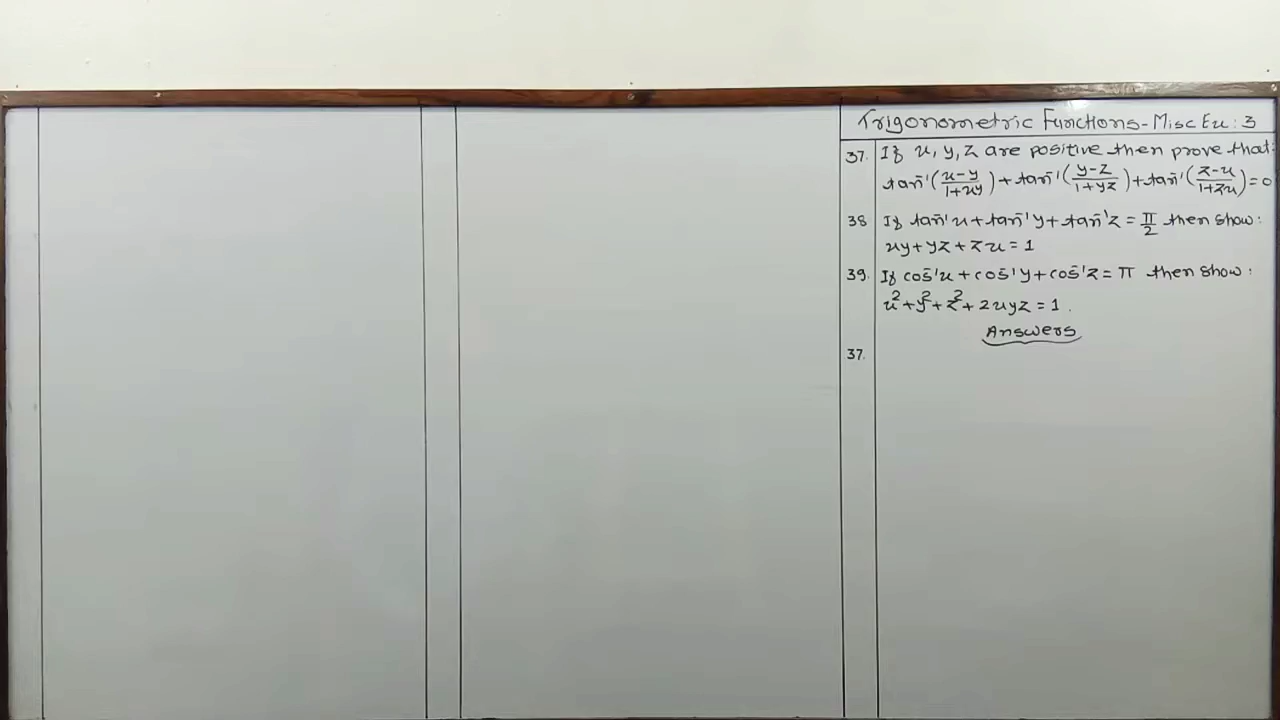 Trigonometric Functions - Misc Ex : 3
37. If x, y, z are positive then prove that:
tan⁻¹((x-y)/(1+xy)) + tan⁻¹((y-z)/(1+yz)) + tan⁻¹((z-x)/(1+zx)) = 0
38 If tan⁻¹x + tan⁻¹y + tan⁻¹z = π/2 then show:
xy + yz + zx = 1
39. If cos⁻¹x + cos⁻¹y + cos⁻¹z = π then show:
x² + y² + z² + 2xyz = 1.
Answers
37.